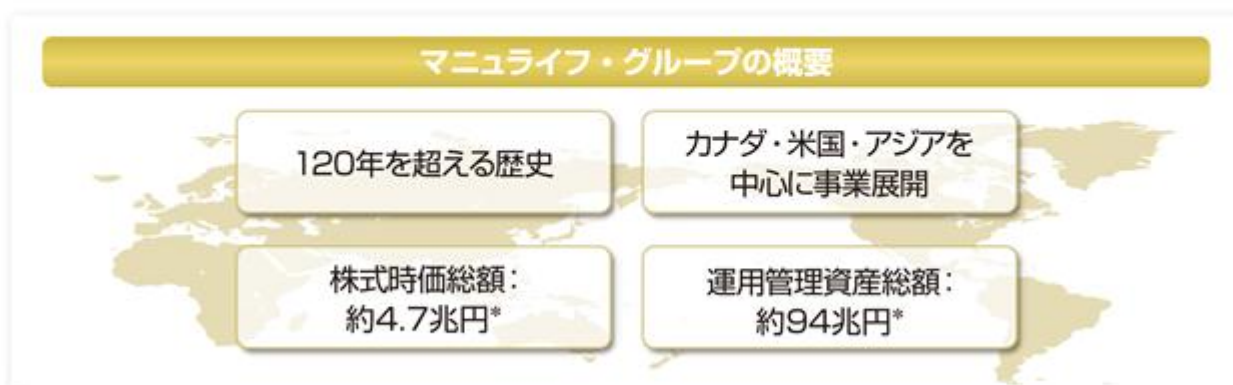 マニュライフ・グループの概要
120年を超える歴史
カナダ・米国・アジアを
中心に事業展開
株式時価総額：
約4.7兆円*
運用管理資産総額：
約94兆円*